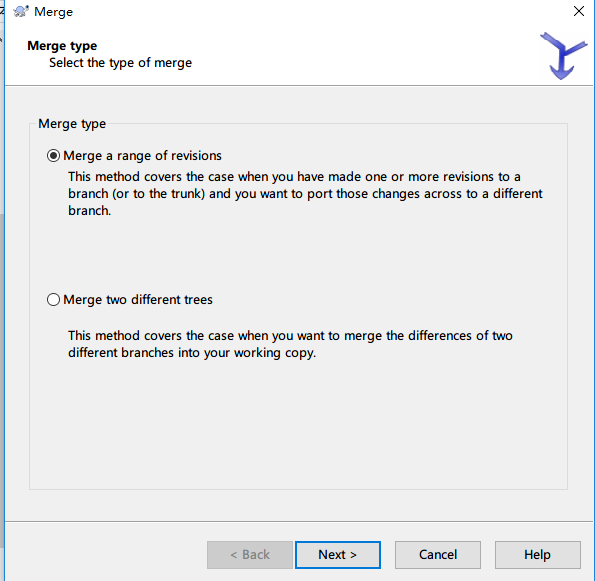 Merge
Merge type
Select the type of merge
Merge type
Merge a range of revisions
This method covers the case when you have made one or more revisions to a
branch (or to the trunk) and you want to port those changes across to a different
branch.
Merge two different trees
This method covers the case when you want to merge the differences of two
different branches into your working copy.
< Back
Next >
Cancel
Help